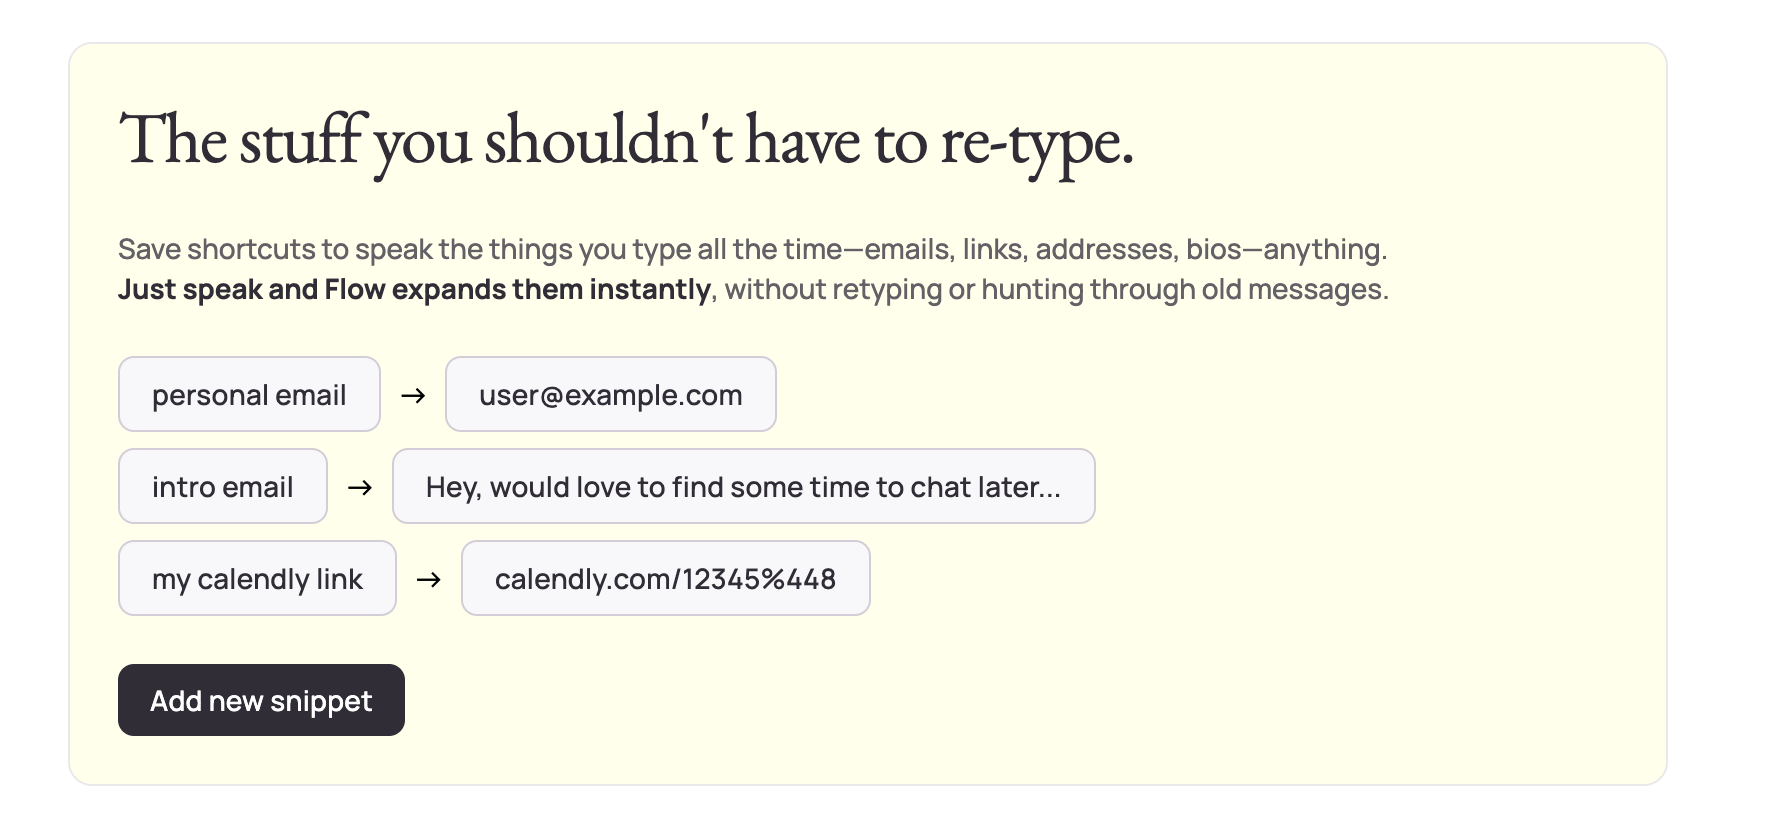 The stuff you shouldn't have to re-type.
Save shortcuts to speak the things you type all the time—emails, links, addresses, bios—anything.
Just speak and Flow expands them instantly, without retyping or hunting through old messages.
personal email → user@example.com
intro email → Hey, would love to find some time to chat later...
my calendly link → calendly.com/12345%448
Add new snippet